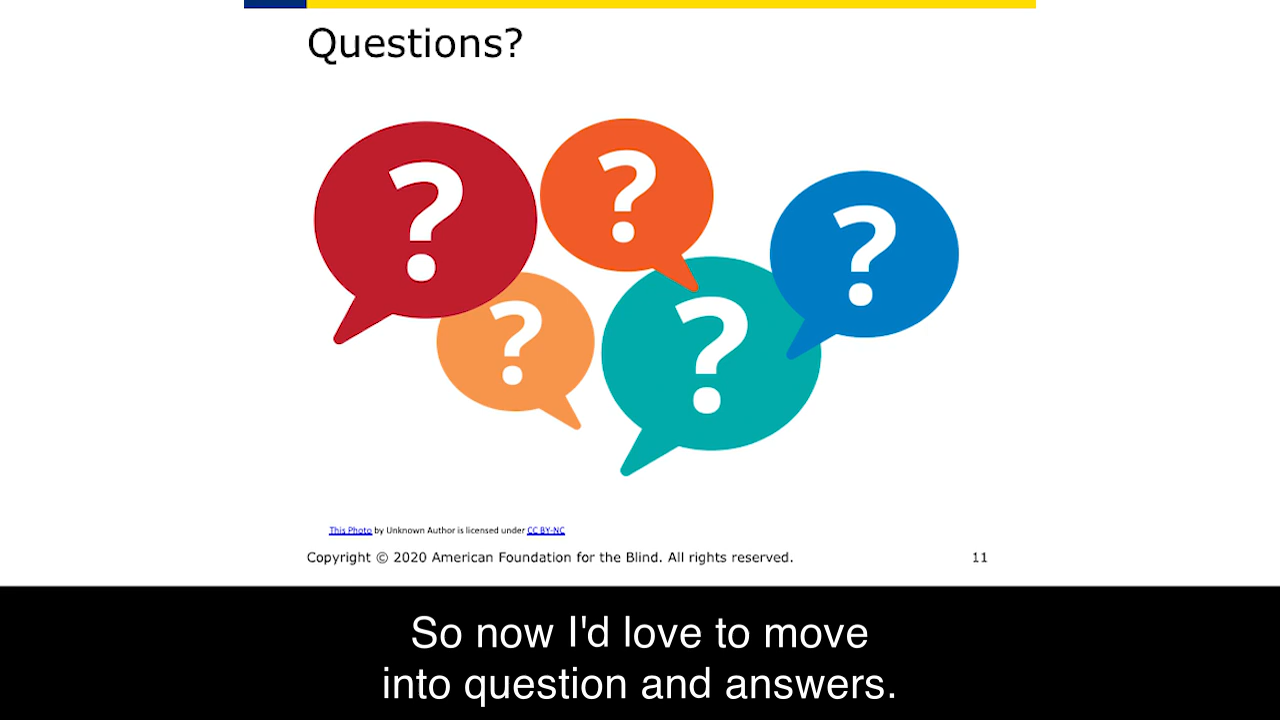 Questions?
?
?
?
?
?
This Photo by Unknown Author is licensed under CC BY-NC
Copyright © 2020 American Foundation for the Blind. All rights reserved.
11
So now I'd love to move
into question and answers.